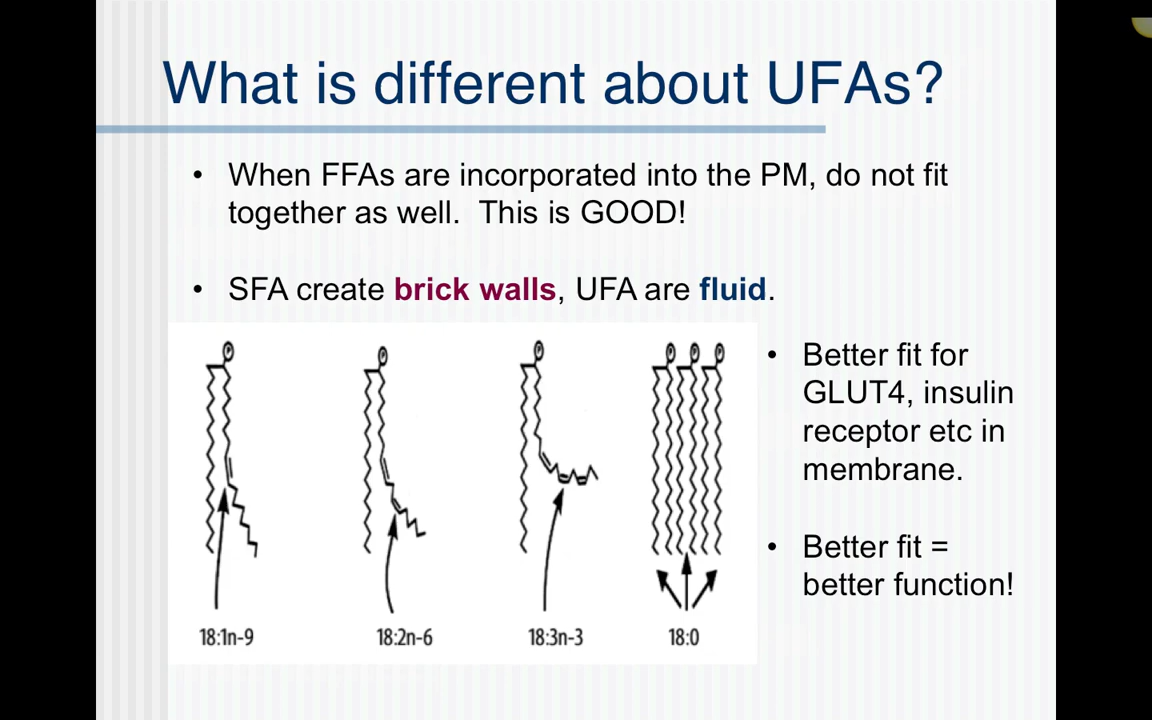 What is different about UFAs?
• When FFAs are incorporated into the PM, do not fit
together as well. This is GOOD!
• SFA create brick walls, UFA are fluid.
• Better fit for
GLUT4, insulin
receptor etc in
membrane.
• Better fit =
better function!
P
P
P
P P P
18:1n-9
18:2n-6
18:3n-3
18:0